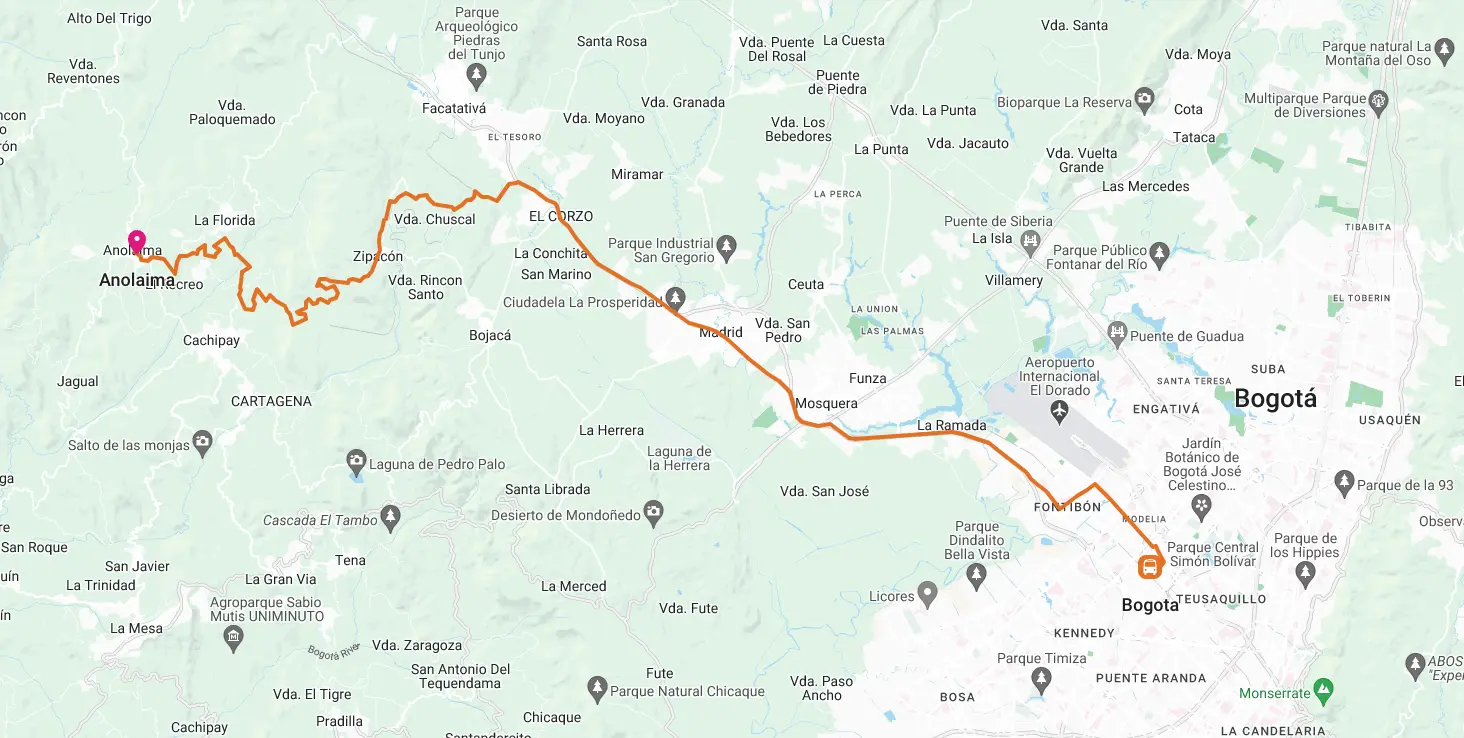 Alto Del Trigo
Parque
Arqueológico
Piedras
del Tunjo
Santa Rosa
Vda. Puente
Del Rosal
La Cuesta
Vda. Santa
Vda. Moya
Parque natural La
Montaña del Oso
Vda.
Reventones
Puente
de Piedra
Vda.
Paloquemado
Facatativá
Vda. Granada
Vda. La Punta
Bioparque La Reserva
Cota
Multiparque Parque
de Diversiones
EL TESORO
Vda. Moyano
Vda. Los
Bebedores
La Punta
Vda. Jacauto
Tataca
Vda. Vuelta
Grande
Miramar
LA PERCA
Las Mercedes
La Florida
Vda. Chuscal
EL CORZO
Puente de Siberia
La Isla
TIBABITA
Anolaima
Anolaima
El Recreo
Zipacón
La Conchita
Parque Industrial
San Gregorio
Parque Público
Fontanar del Río
Vda. Rincon
Santo
San Marino
Ceuta
Villamery
Ciudadela La Prosperidad
LA UNION
EL TOBERIN
Cachipay
Bojacá
Madrid
Vda. San
Pedro
LAS PALMAS
Puente de Guadua
Jagual
Funza
Aeropuerto
Internacional
El Dorado
SUBA
SANTA TERESA
CARTAGENA
Mosquera
ENGATIVÁ
Bogotá
USAQUÉN
Salto de las monjas
La Herrera
La Ramada
Laguna de Pedro Palo
Laguna de
la Herrera
Jardín
Botánico de
Bogotá José
Celestino...
Santa Librada
Vda. San José
Parque de la 93
Cascada El Tambo
Desierto de Mondoñedo
FONTIBÓN
MODELIA
Observa
San Roque
Tena
Parque
Dindalito
Bella Vista
Parque Central
Simón Bolívar
Parque de
los Hippies
San Javier
La Trinidad
La Gran Via
La Merced
Licores
Bogota
TEUSAQUILLO
Agroparque Sabio
Mutis UNIMINUTO
Vda. Fute
La Mesa
KENNEDY
Bogotá River
Vda. Zaragoza
Parque Timiza
San Antonio Del
Tequendama
Fute
PUENTE ARANDA
ABOS
"Exper
Vda. El Tigre
Parque Natural Chicaque
Vda. Paso
Ancho
BOSA
Monserrate
Cachipay
Pradilla
Chicaque
LA CANDELARIA